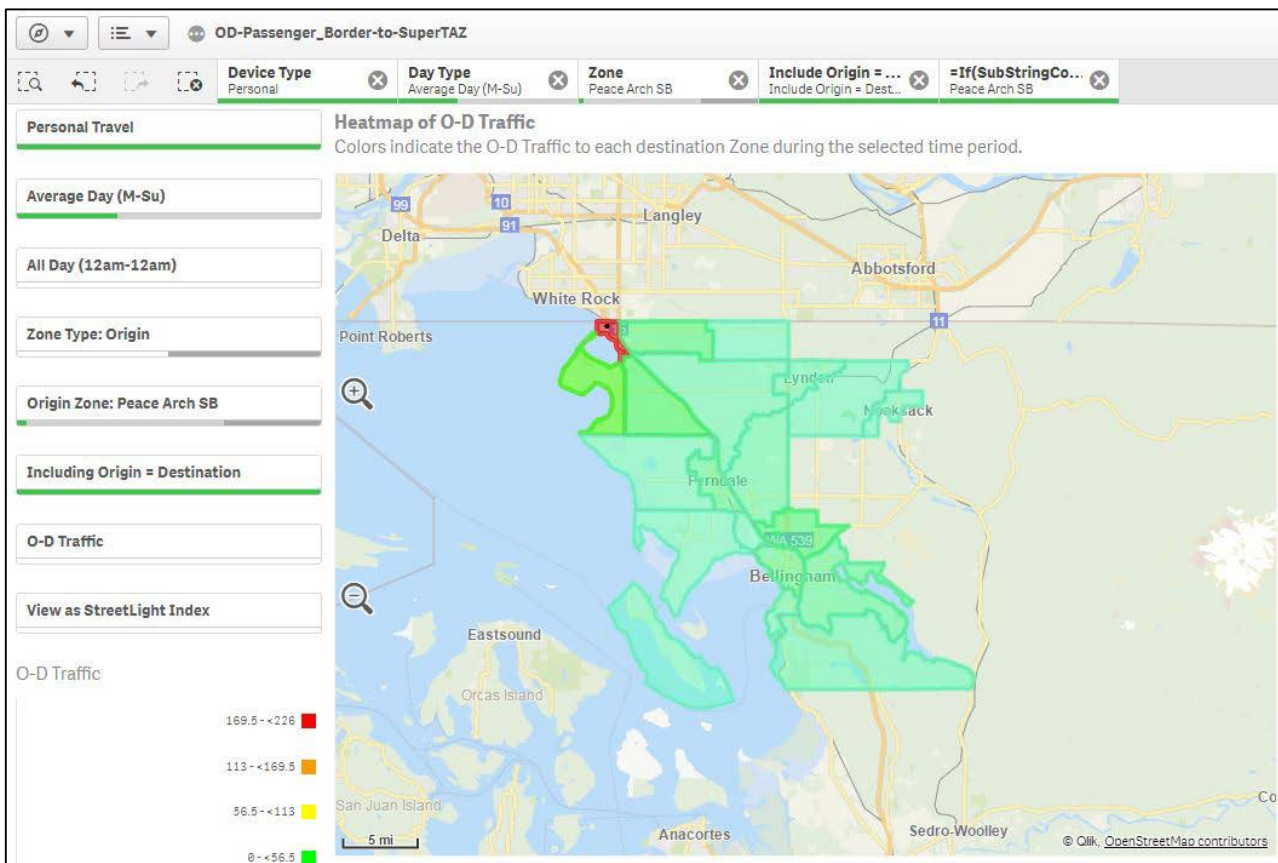 OD-Passenger_Border-to-SuperTAZ
Device Type
Personal
Day Type
Average Day (M-Su)
Zone
Peace Arch SB
Include Origin = ...
Include Origin = Dest...
=If(SubStringCo...
Peace Arch SB
Personal Travel
Average Day (M-Su)
All Day (12am-12am)
Zone Type: Origin
Origin Zone: Peace Arch SB
Including Origin = Destination
O-D Traffic
View as StreetLight Index
O-D Traffic
169.5-<226
113-<169.5
56.5-<113
0-<56.5
Heatmap of O-D Traffic
Colors indicate the O-D Traffic to each destination Zone during the selected time period.
99
10
91
Langley
Delta
Abbotsford
White Rock
11
Point Roberts
Lynden
Nooksack
Ferndale
WA 539
Bellingham
Eastsound
Orcas Island
San Juan Island
5 mi
Anacortes
Sedro-Woolley
Co
© Qlik, OpenStreetMap contributors